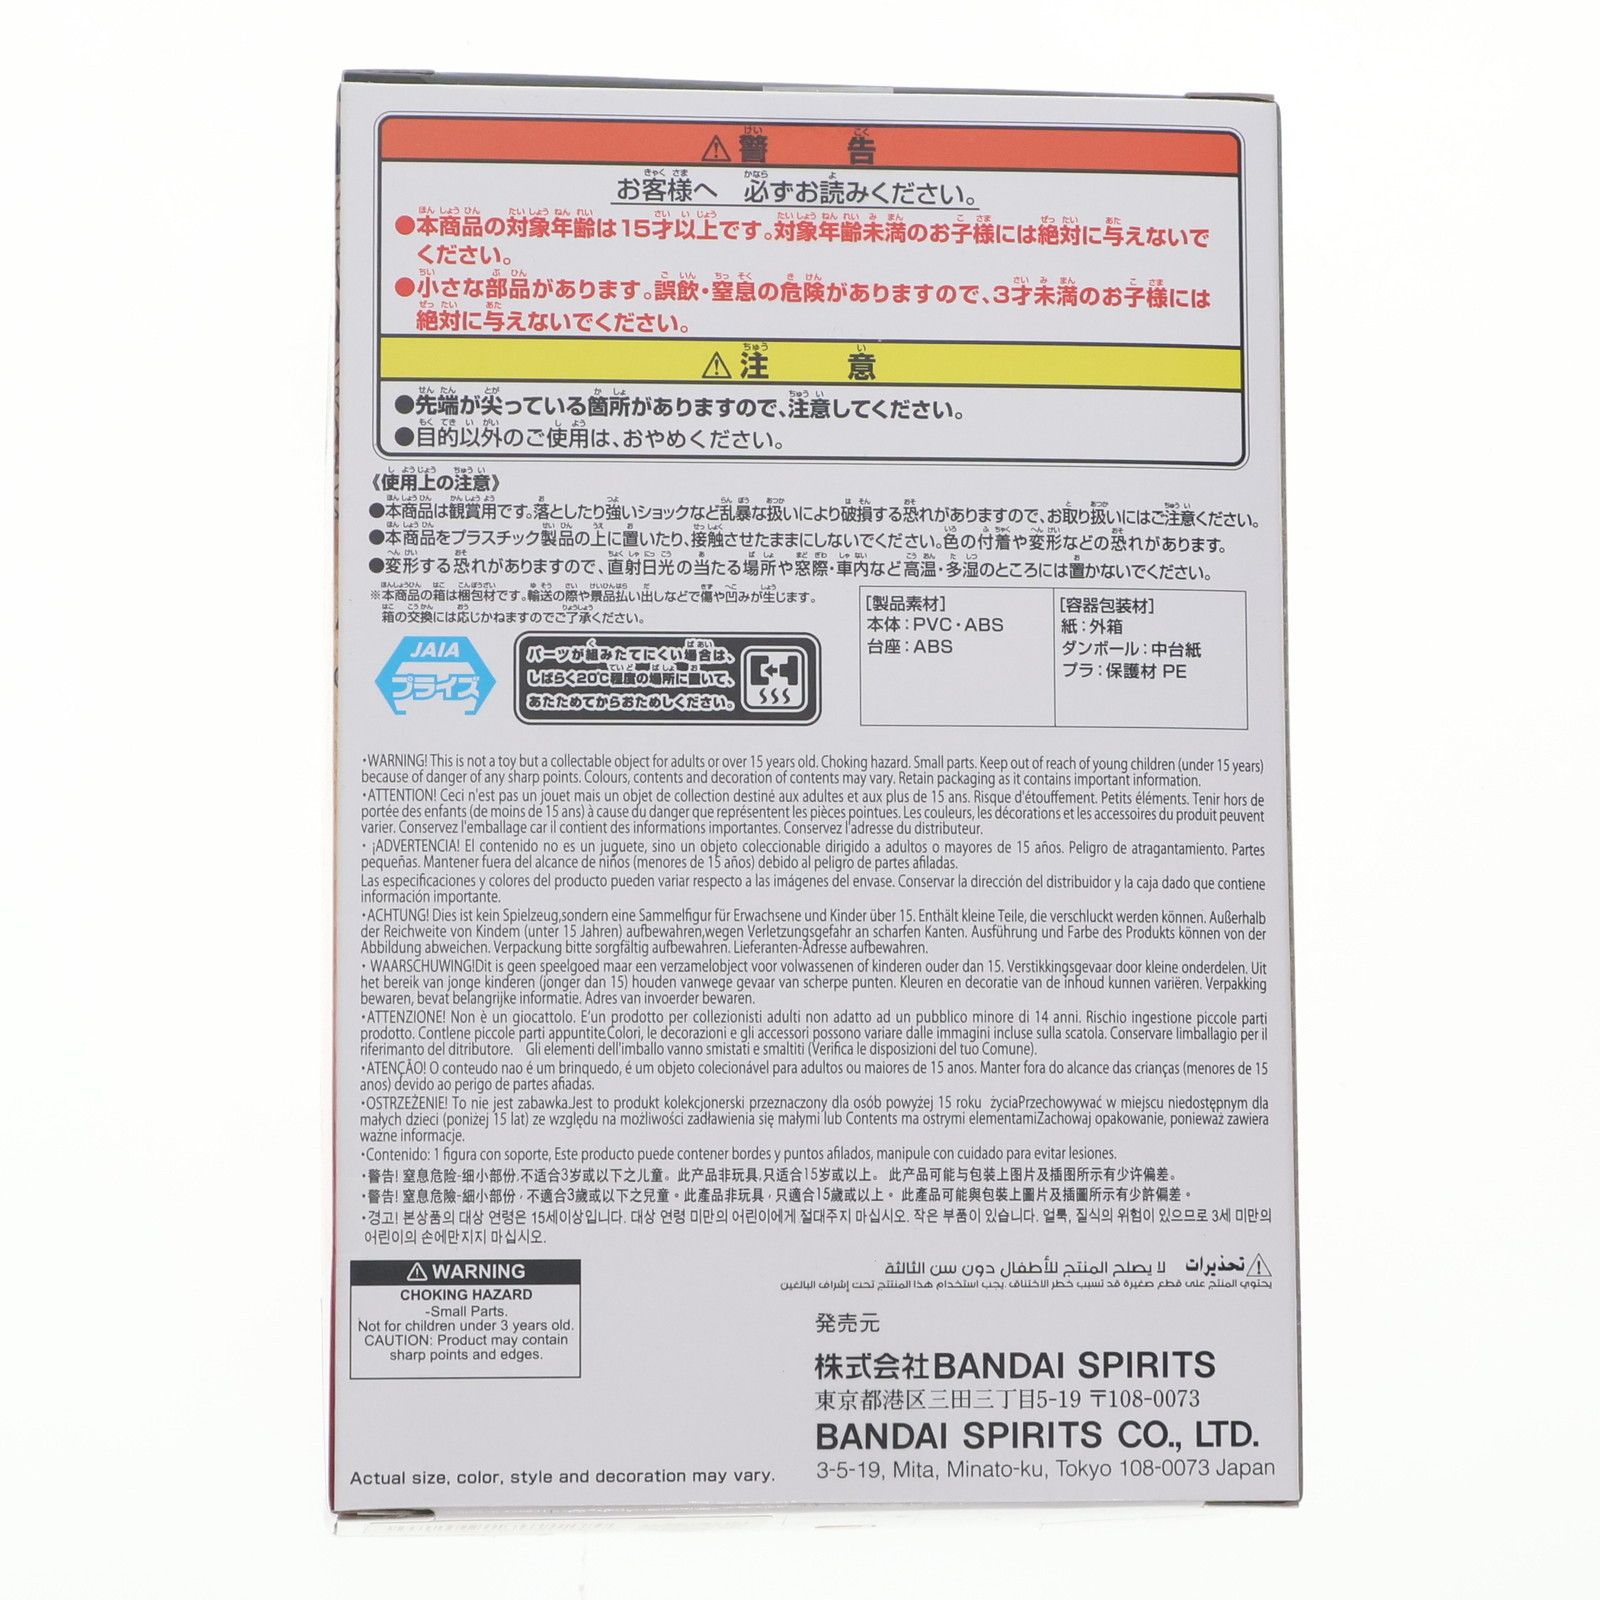 ⚠警告
お客様へ 必ずお読みください。
●本商品の対象年齢は15才以上です。対象年齢未満のお子様には絶対に与えないで
ください。
●小さな部品があります。誤飲・窒息の危険がありますので、3才未満のお子様には
絶対に与えないでください。
⚠注意
●先端が尖っている箇所がありますので、注意してください。
●目的以外のご使用は、おやめください。
《使用上の注意》
●本商品は観賞用です。落としたり強いショックなど乱暴な扱いにより破損する恐れがありますので、お取り扱いにはご注意ください。
●本商品をプラスチック製品の上に置いたり、接触させたままにしないでください。色の付着や変形などの恐れがあります。
●変形する恐れがありますので、直射日光の当たる場所や窓際・車内など高温・多湿のところには置かないでください。
※本商品の箱は梱包材です。輸送の際や景品払い出しなどで傷や凹みが生じます。
箱の交換には応じかねますのでご了承ください。
JAIA
プライズ
パーツが組みたてにくい場合は、
しばらく20℃程度の場所に置いて、
あたためてからおためしください。
[製品素材]
本体：PVC・ABS
台座：ABS
[容器包装材]
紙：外箱
ダンボール：中台紙
プラ：保護材 PE
・WARNING! This is not a toy but a collectable object for adults or over 15 years old. Choking hazard. Small parts. Keep out of reach of young children (under 15 years)
because of danger of any sharp points. Colours, contents and decoration of contents may vary. Retain packaging as it contains important information.
・ATTENTION! Ceci n'est pas un jouet mais un objet de collection destiné aux adultes et aux plus de 15 ans. Risque d'étouffement. Petits éléments. Tenir hors de
portée des enfants (de moins de 15 ans) à cause du danger que représentent les pièces pointues. Les couleurs, les décorations et les accessoires du produit peuvent
varier. Conservez l'emballage car il contient des informations importantes. Conservez l'adresse du distributeur.
・¡ADVERTENCIA! El contenido no es un juguete, sino un objeto coleccionable dirigido a adultos o mayores de 15 años. Peligro de atragantamiento. Partes
pequeñas. Mantener fuera del alcance de niños (menores de 15 años) debido al peligro de partes afiladas.
Las especificaciones y colores del producto pueden variar respecto a las imágenes del envase. Conservar la dirección del distribuidor y la caja dado que contiene
información importante.
・ACHTUNG! Dies ist kein Spielzeug,sondern eine Sammelfigur für Erwachsene und Kinder über 15. Enthält kleine Teile, die verschluckt werden können. Außerhalb
der Reichweite von Kindem (unter 15 Jahren) aufbewahren,wegen Verletzungsgefahr an scharfen Kanten. Ausführung und Farbe des Produkts können von der
Abbildung abweichen. Verpackung bitte sorgfältig aufbewahren. Lieferanten-Adresse aufbewahren.
・WAARSCHUWING!Dit is geen speelgoed maar een verzamelobject voor volwassenen of kinderen ouder dan 15. Verstikkingsgevaar door kleine onderdelen. Uit
het bereik van jonge kinderen (jonger dan 15) houden vanwege gevaar van scherpe punten. Kleuren en decoratie van de inhoud kunnen variëren. Verpakking
bewaren, bevat belangrijke informatie. Adres van invoerder bewaren.
・ATTENZIONE! Non è un giocattolo. E'un prodotto per collezionisti adulti non adatto ad un pubblico minore di 14 anni. Rischio ingestione piccole parti
prodotto. Contlene piccole parti appuntite.Colori, le decorazioni e gli accessori possono variare dalle immagini incluse sulla scatola. Conservare limballagio per il
riferimanto del ditributore. Gli elementi dell'imballo vanno smistati e smaltiti (Verifica le disposizioni del tuo Comune).
・ATENÇÃO! O conteudo nao é um brinquedo, é um objeto colecionável para adultos ou maiores de 15 anos. Manter fora do alcance das crianças (menores de 15
anos) devido ao perigo de partes afiadas.
・OSTRZEŻENIE! To nie jest zabawka.Jest to produkt kolekcjonerski przeznaczony dla osób powyżej 15 roku życiaPrzechowywać w miejscu niedostępnym dla
małych dzieci (poniżej 15 lat) ze względu na możliwości zadławienia się małymi lub Contents ma ostrymi elementamiZachowaj opakowanie, ponieważ zawiera
ważne informacje.
・Contenido: 1 figura con soporte, Este producto puede contener bordes y puntos afilados, manipule con cuidado para evitar lesiones.
・警告! 窒息危险-细小部份,不适合3岁或以下之儿童。此产品非玩具,只适合15岁或以上。 此产品可能与包装上图片及插图所示有少许偏差。
・警告! 窒息危險-細小部份，不適合3歲或以下之兒童。此產品非玩具，只適合15歲或以上。 此產品可能與包裝上圖片及插圖所示有少許偏差。
・경고! 본상품의 대상 연령은 15세이상입니다. 대상 연령 미만의 어린이에게 절대주지 마십시오. 작은 부품이 있습니다. 얼룩, 질식의 위험이 있으므로 3세 미만의
어린이의 손에만지지 마십시오.
⚠ WARNING
CHOKING HAZARD
-Small Parts.
Not for children under 3 years old.
CAUTION: Product may contain
sharp points and edges.
⚠تحذيرات لا يصلح المنتج للأطفال دون سن الثالثة
يحتوي المنتج على قطع صغيرة قد تسبب خطر الاختناق. يجب استخدام هذا المنتتج تحت إشراف البالغين
発売元
株式会社BANDAI SPIRITS
東京都港区三田三丁目5-19 〒108-0073
BANDAI SPIRITS CO., LTD.
3-5-19, Mita, Minato-ku, Tokyo 108-0073 Japan
Actual size, color, style and decoration may vary.